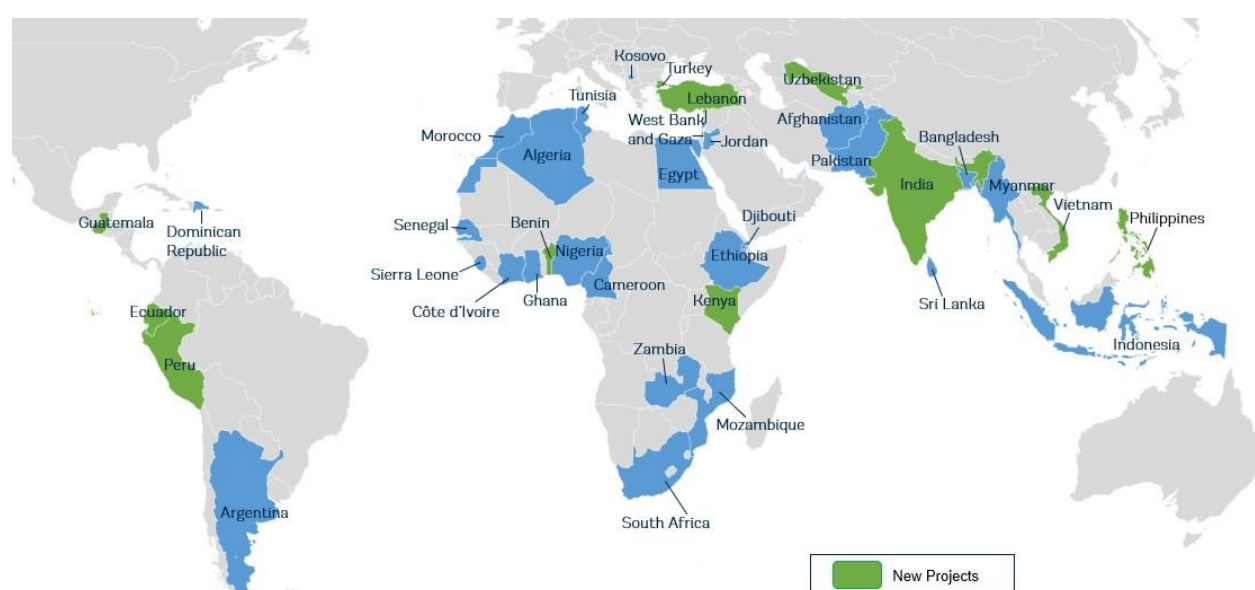 Kosovo
Turkey
Uzbekistan
Tunisia
Lebanon
West Bank
and Gaza
Afghanistan
Morocco
Bangladesh
Jordan
Algeria
Pakistan
Egypt
India
Myanmar
Vietnam
Guatemala
Dominican
Republic
Senegal
Benin
Djibouti
Philippines
Nigeria
Ethiopia
Sierra Leone
Cameroon
Côte d'Ivoire
Ghana
Kenya
Sri Lanka
Ecuador
Indonesia
Zambia
Peru
Mozambique
Argentina
South Africa
New Projects